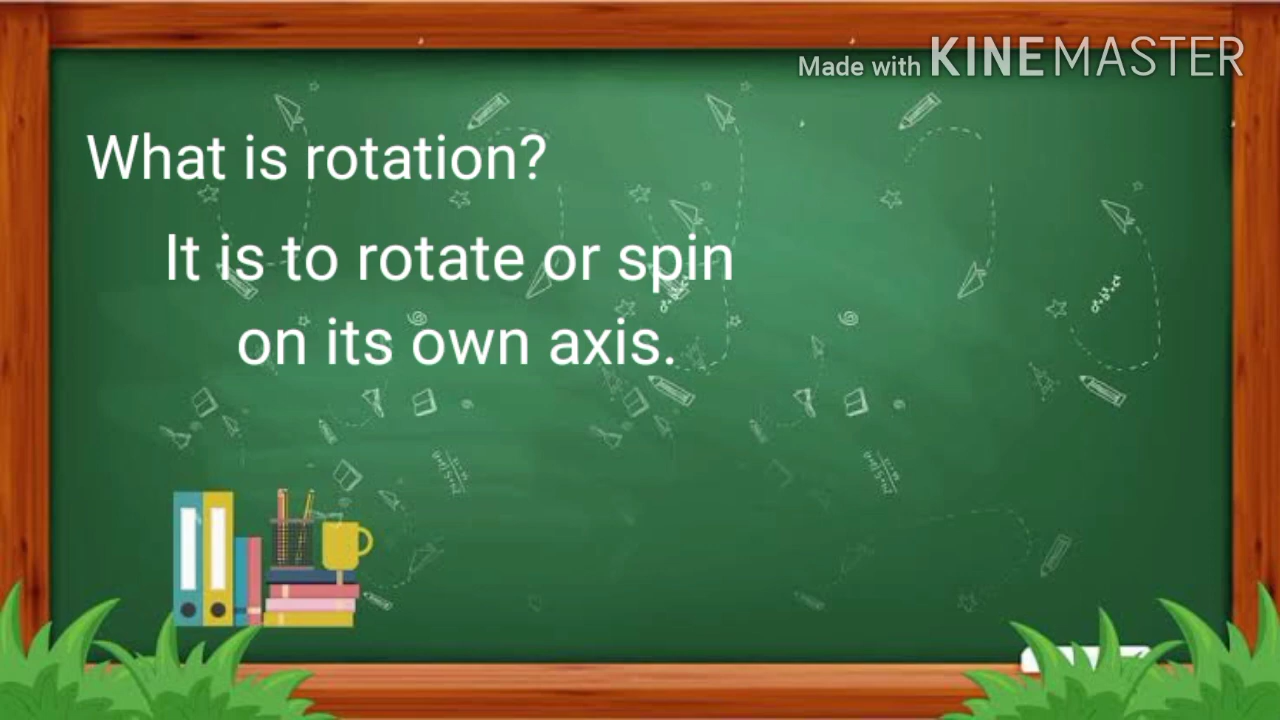 Made with KINEMASTER
What is rotation?
It is to rotate or spin
on its own axis.